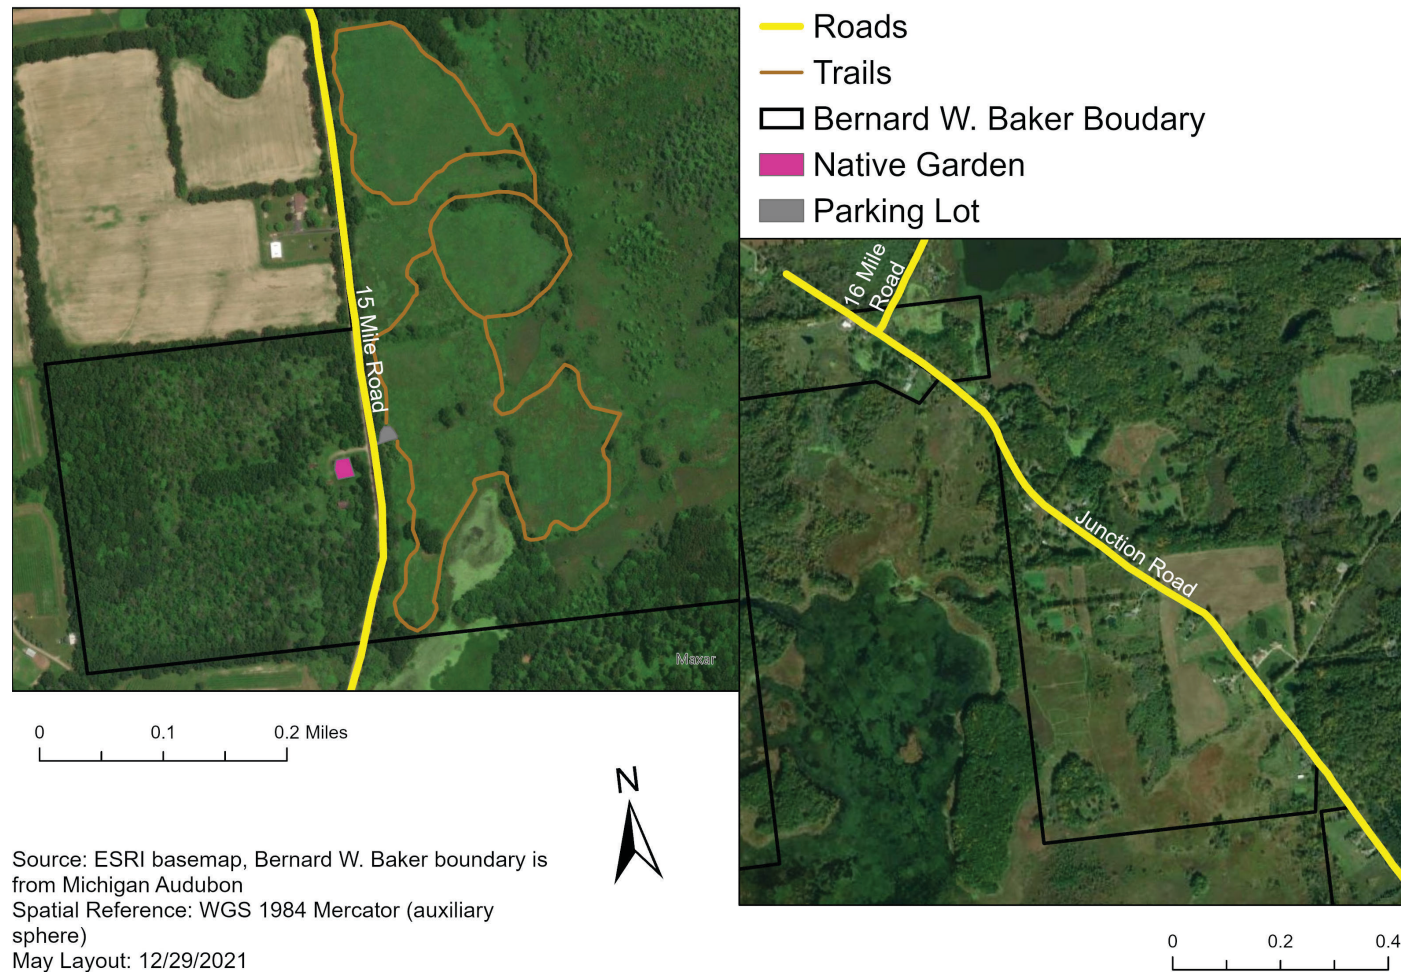 Roads
Trails
Bernard W. Baker Boudary
Native Garden
Parking Lot
15 Mile Road
Maxar
16 Mile
Road
Junction Road
0 0.1 0.2 Miles
N
Source: ESRI basemap, Bernard W. Baker boundary is
from Michigan Audubon
Spatial Reference: WGS 1984 Mercator (auxiliary
sphere)
May Layout: 12/29/2021
0 0.2 0.4